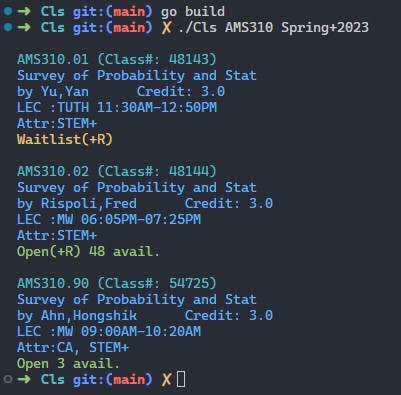 ➜ Cls git:(main) go build
➜ Cls git:(main) ✗ ./Cls AMS310 Spring+2023
AMS310.01 (Class#: 48143)
Survey of Probability and Stat
by Yu,Yan Credit: 3.0
LEC :TUTH 11:30AM-12:50PM
Attr:STEM+
Waitlist(+R)
AMS310.02 (Class#: 48144)
Survey of Probability and Stat
by Rispoli,Fred Credit: 3.0
LEC :MW 06:05PM-07:25PM
Attr:STEM+
Open(+R) 48 avail.
AMS310.90 (Class#: 54725)
Survey of Probability and Stat
by Ahn,Hongshik Credit: 3.0
LEC :MW 09:00AM-10:20AM
Attr:CA, STEM+
Open 3 avail.
➜ Cls git:(main) ✗